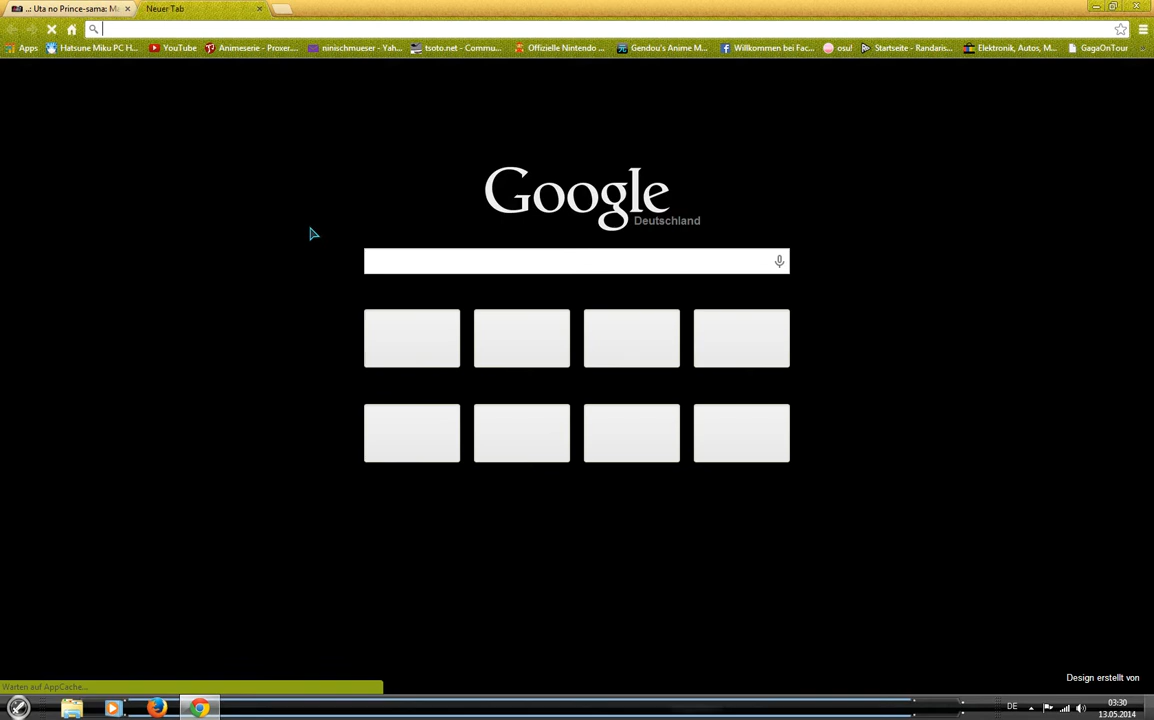 ..: Uta no Prince-sama: Ma
Neuer Tab
Apps
Hatsune Miku PC H...
YouTube
Animeserie - Proxer....
ninischmueser - Yah...
tsoto.net - Commu...
Offizielle Nintendo ...
Gendou's Anime M...
Willkommen bei Fac...
osu!
Startseite - Randaris...
Elektronik, Autos, M...
GagaOnTour
Google
Deutschland
Design erstellt von
Warten auf AppCache...
DE
03:30
13.05.2014